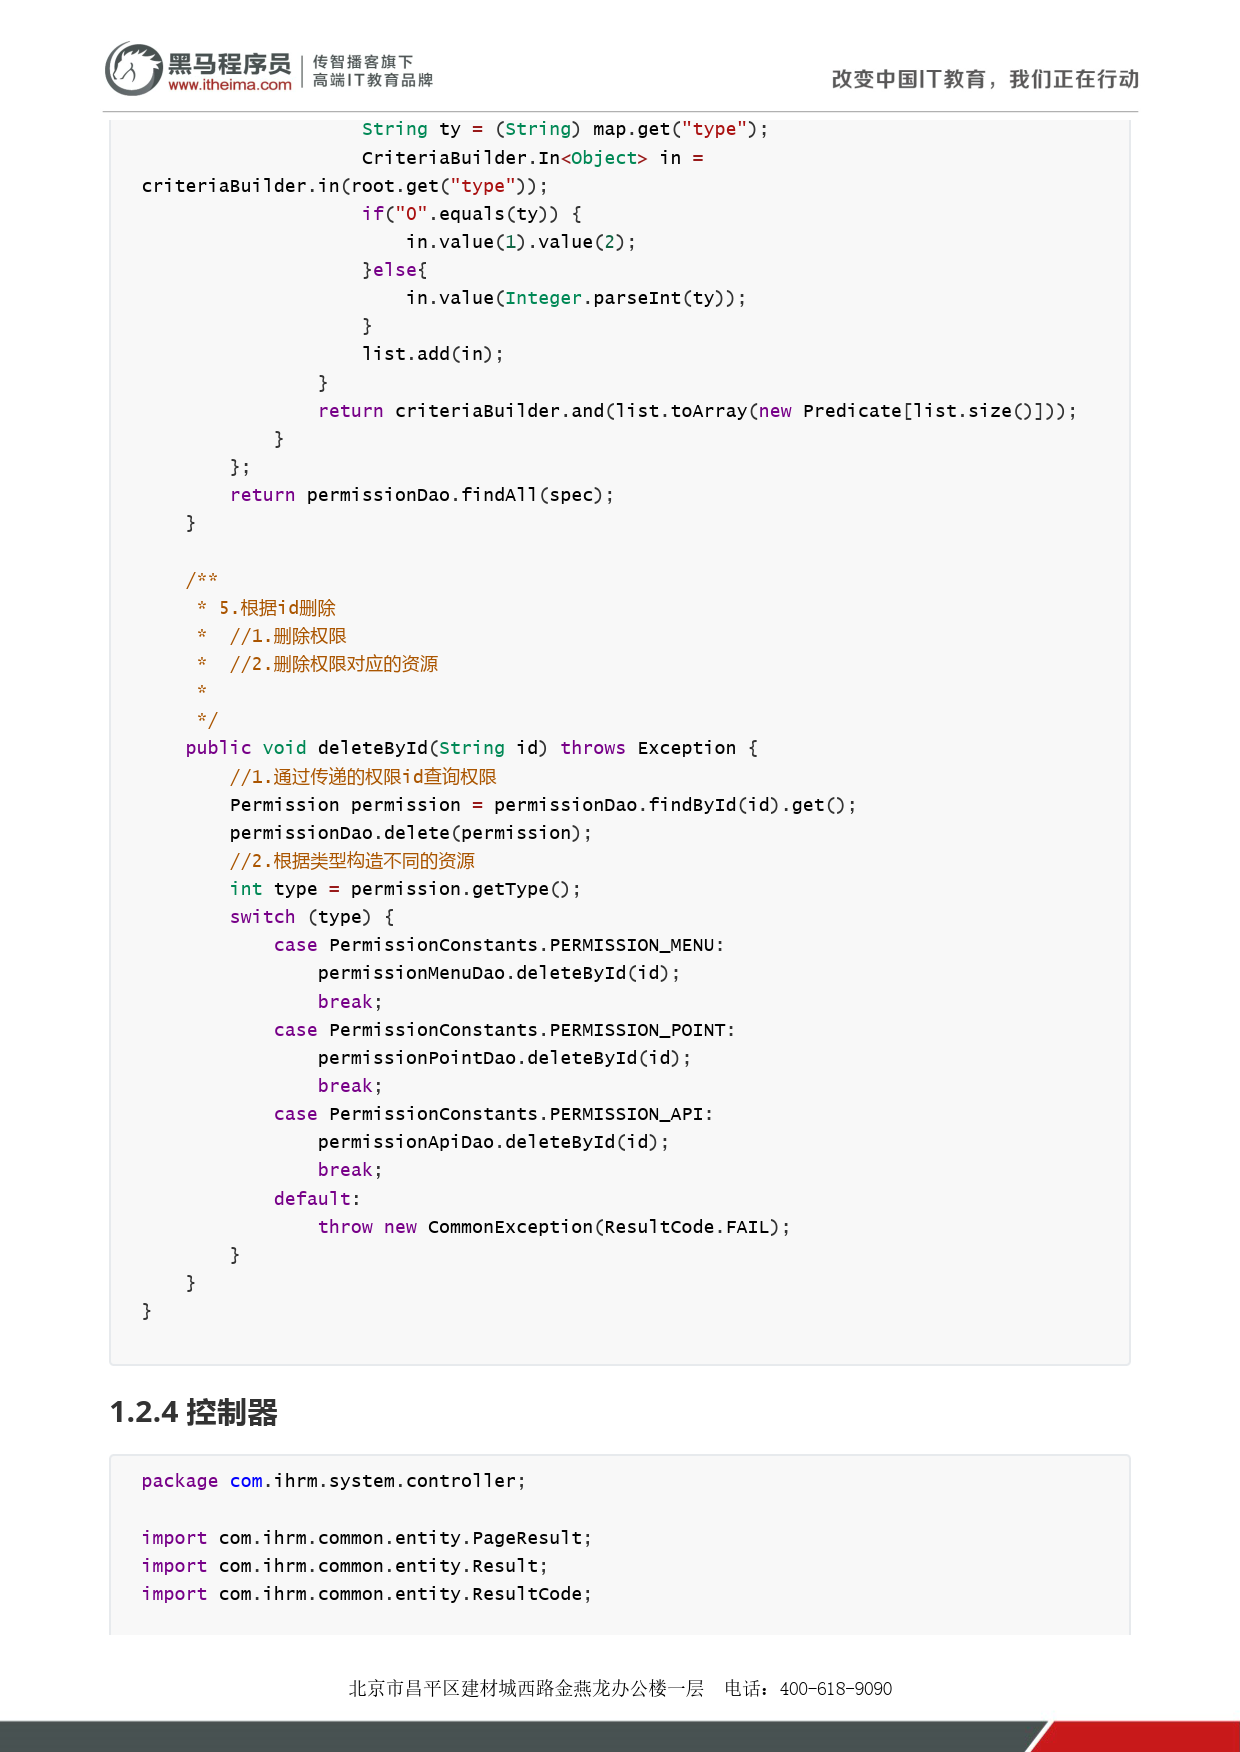 黑马程序员
www.itheima.com
传智播客旗下
高端IT教育品牌
改变中国IT教育，我们正在行动
                    String ty = (String) map.get("type");
                    CriteriaBuilder.In<Object> in =
criteriaBuilder.in(root.get("type"));
                    if("0".equals(ty)) {
                        in.value(1).value(2);
                    }else{
                        in.value(Integer.parseInt(ty));
                    }
                    list.add(in);
                }
                return criteriaBuilder.and(list.toArray(new Predicate[list.size()]));
            }
        };
        return permissionDao.findAll(spec);
    }

    /**
     * 5.根据id删除
     *  //1.删除权限
     *  //2.删除权限对应的资源
     *
     */
    public void deleteById(String id) throws Exception {
        //1.通过传递的权限id查询权限
        Permission permission = permissionDao.findById(id).get();
        permissionDao.delete(permission);
        //2.根据类型构造不同的资源
        int type = permission.getType();
        switch (type) {
            case PermissionConstants.PERMISSION_MENU:
                permissionMenuDao.deleteById(id);
                break;
            case PermissionConstants.PERMISSION_POINT:
                permissionPointDao.deleteById(id);
                break;
            case PermissionConstants.PERMISSION_API:
                permissionApiDao.deleteById(id);
                break;
            default:
                throw new CommonException(ResultCode.FAIL);
        }
    }
}
1.2.4 控制器
package com.ihrm.system.controller;

import com.ihrm.common.entity.PageResult;
import com.ihrm.common.entity.Result;
import com.ihrm.common.entity.ResultCode;
北京市昌平区建材城西路金燕龙办公楼一层　电话：400-618-9090